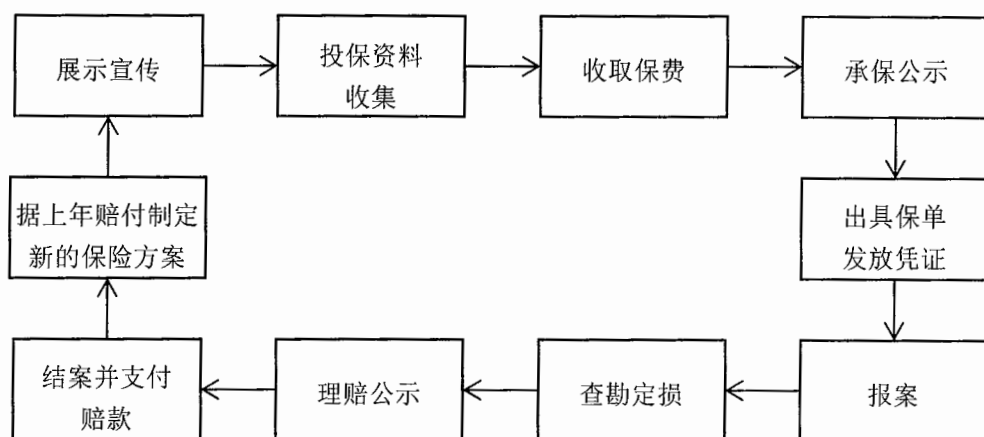 展示宣传
投保资料
收集
收取保费
承保公示
据上年赔付制定
新的保险方案
出具保单
发放凭证
结案并支付
赔款
理赔公示
查勘定损
报案